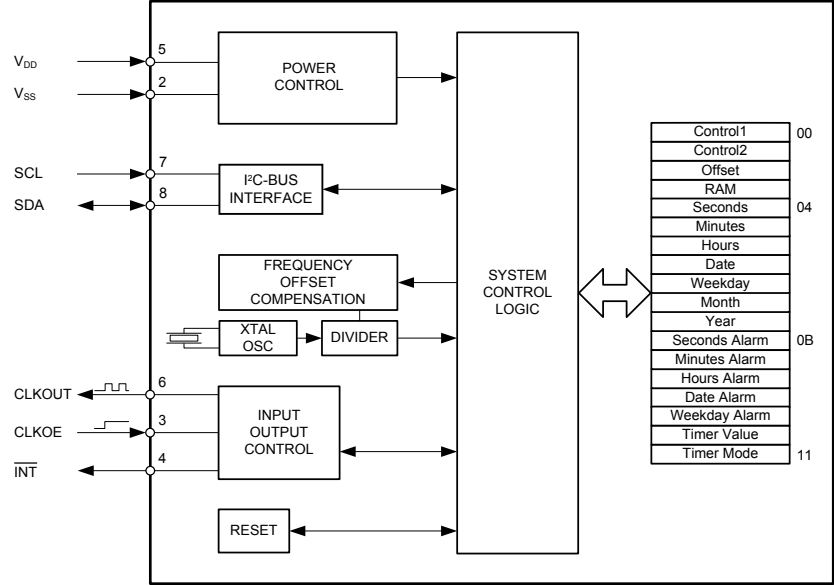 V_DD
5
V_SS
2
POWER
CONTROL
SCL
7
SDA
8
I²C-BUS
INTERFACE
FREQUENCY
OFFSET
COMPENSATION
XTAL
OSC
DIVIDER
CLKOUT
6
CLKOE
3
INT
4
INPUT
OUTPUT
CONTROL
RESET
SYSTEM
CONTROL
LOGIC
Control1 00
Control2
Offset
RAM
Seconds 04
Minutes
Hours
Date
Weekday
Month
Year
Seconds Alarm 0B
Minutes Alarm
Hours Alarm
Date Alarm
Weekday Alarm
Timer Value
Timer Mode 11